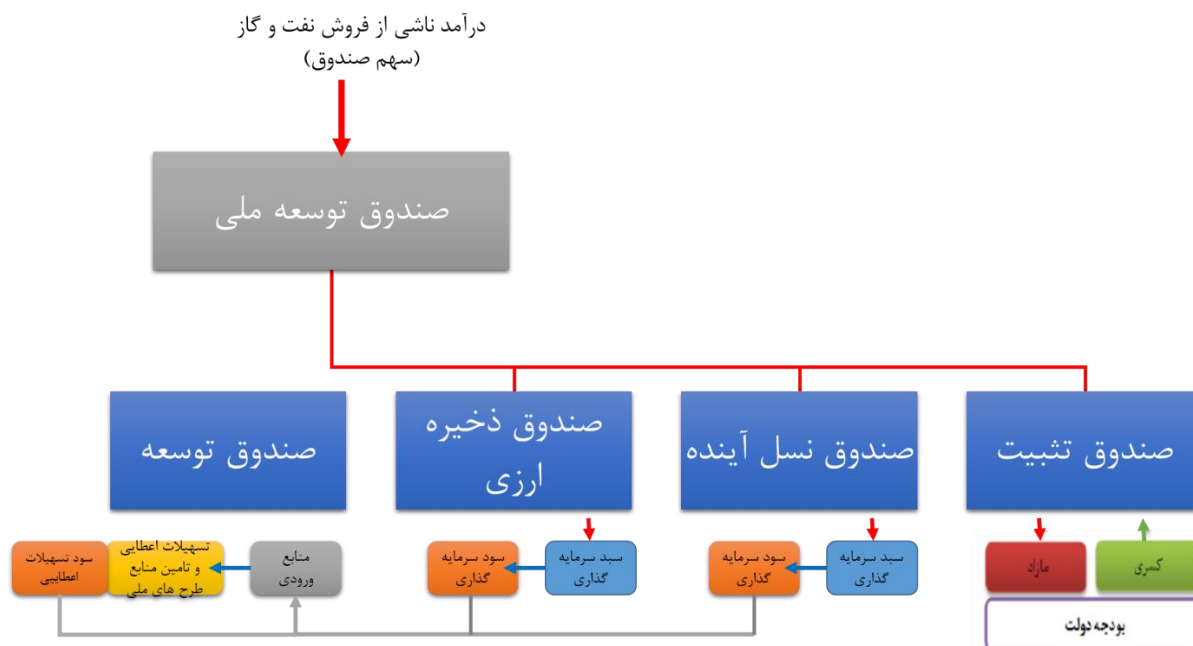 درآمد ناشی از فروش نفت و گاز
(سهم صندوق)
صندوق توسعه ملی
صندوق تثبیت
صندوق نسل آینده
صندوق ذخیره
ارزی
صندوق توسعه
کسری
مازاد
بودجه دولت
سبد سرمایه
گذاری
سود سرمایه
گذاری
سبد سرمایه
گذاری
سود سرمایه
گذاری
منابع
ورودی
تسهیلات اعطایی
و تامین منابع
طرح های ملی
سود تسهیلات
اعطاییی